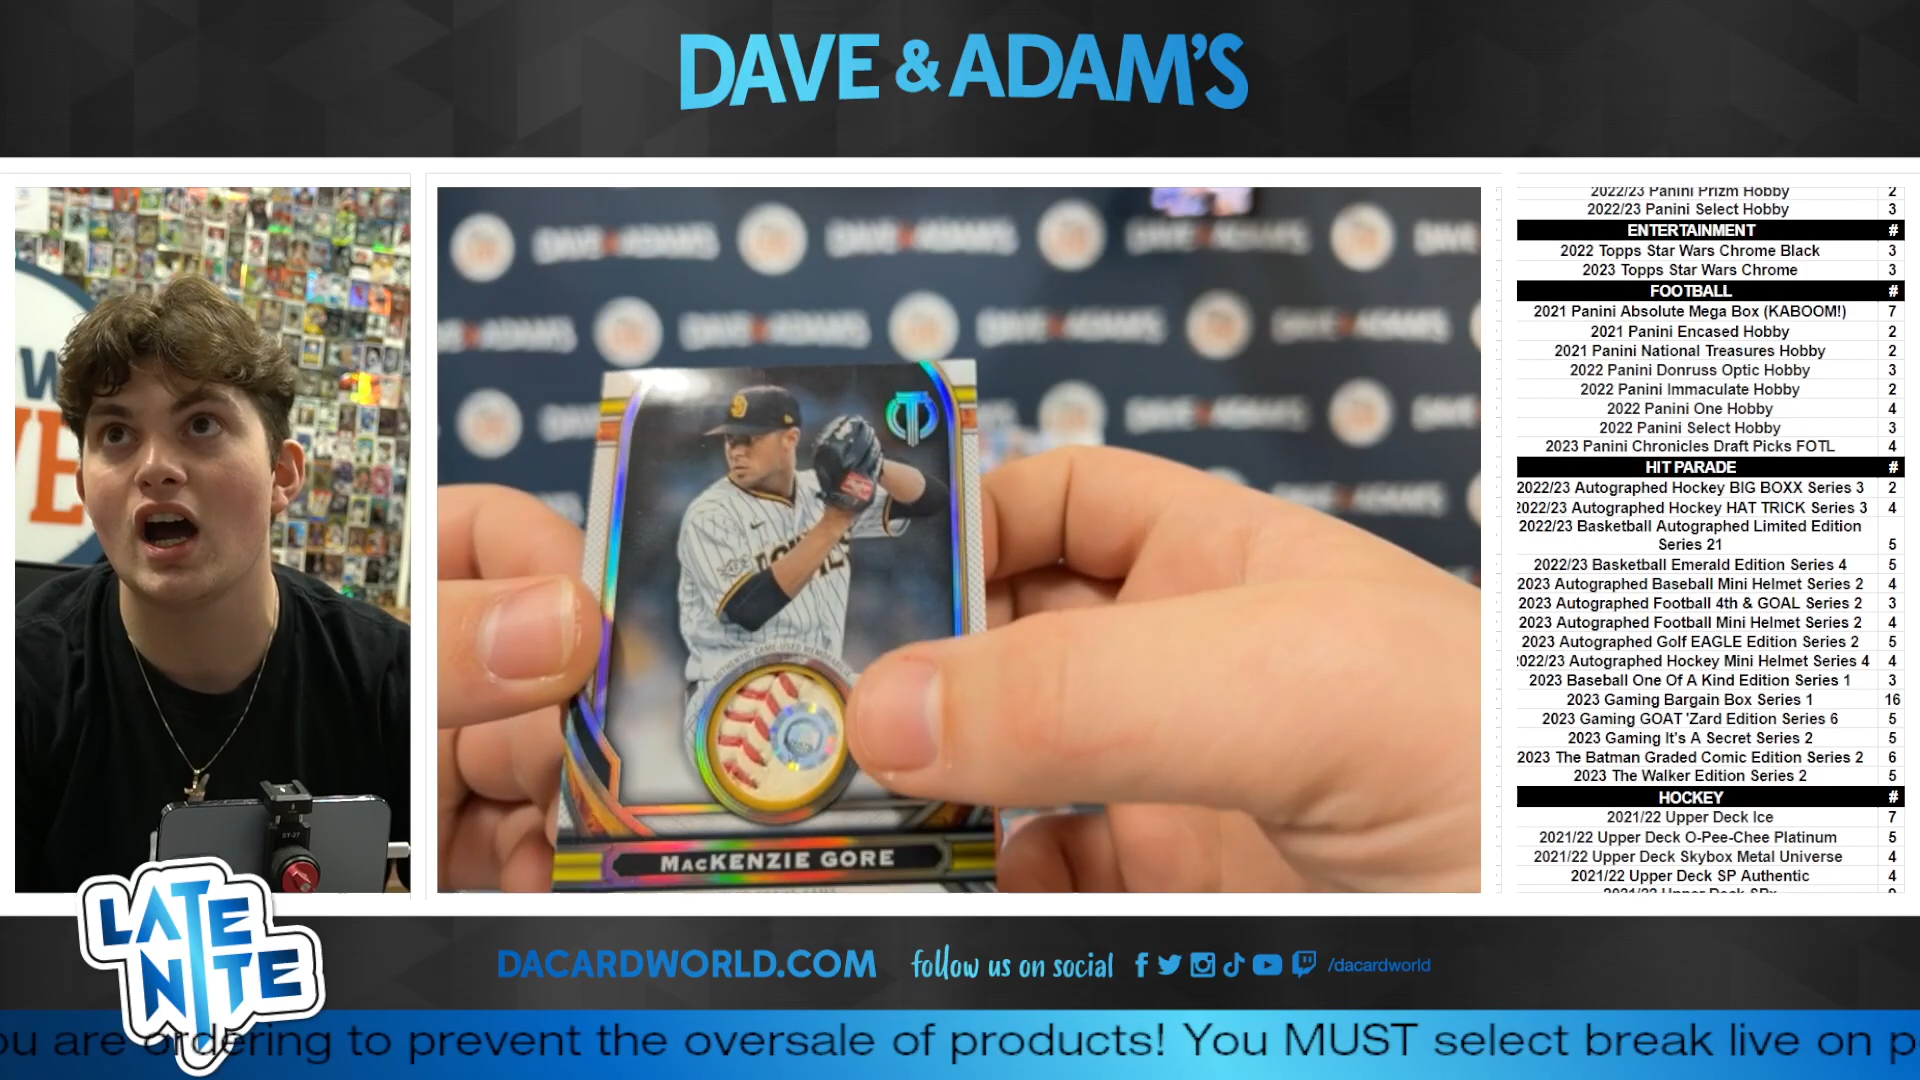 DAVE & ADAM'S
MACKENZIE GORE
AUTHENTIC GAME-USED MEMORABILIA
2022/23 Panini Prizm Hobby 2
2022/23 Panini Select Hobby 3
ENTERTAINMENT #
2022 Topps Star Wars Chrome Black 3
2023 Topps Star Wars Chrome 3
FOOTBALL #
2021 Panini Absolute Mega Box (KABOOM!) 7
2021 Panini Encased Hobby 2
2021 Panini National Treasures Hobby 2
2022 Panini Donruss Optic Hobby 3
2022 Panini Immaculate Hobby 2
2022 Panini One Hobby 4
2022 Panini Select Hobby 3
2023 Panini Chronicles Draft Picks FOTL 4
HIT PARADE #
2022/23 Autographed Hockey BIG BOXX Series 3 2
2022/23 Autographed Hockey HAT TRICK Series 3 4
2022/23 Basketball Autographed Limited Edition
Series 21 5
2022/23 Basketball Emerald Edition Series 4 5
2023 Autographed Baseball Mini Helmet Series 2 4
2023 Autographed Football 4th & GOAL Series 2 3
2023 Autographed Football Mini Helmet Series 2 4
2023 Autographed Golf EAGLE Edition Series 2 5
2022/23 Autographed Hockey Mini Helmet Series 4 4
2023 Baseball One Of A Kind Edition Series 1 3
2023 Gaming Bargain Box Series 1 16
2023 Gaming GOAT 'Zard Edition Series 6 5
2023 Gaming It's A Secret Series 2 5
2023 The Batman Graded Comic Edition Series 2 6
2023 The Walker Edition Series 2 5
HOCKEY #
2021/22 Upper Deck Ice 7
2021/22 Upper Deck O-Pee-Chee Platinum 5
2021/22 Upper Deck Skybox Metal Universe 4
2021/22 Upper Deck SP Authentic 4
2021/22 Upper Deck SPx
LATE
NITE
DACARDWORLD.COM follow us on social /dacardworld
ou are ordering to prevent the oversale of products! You MUST select break live on p